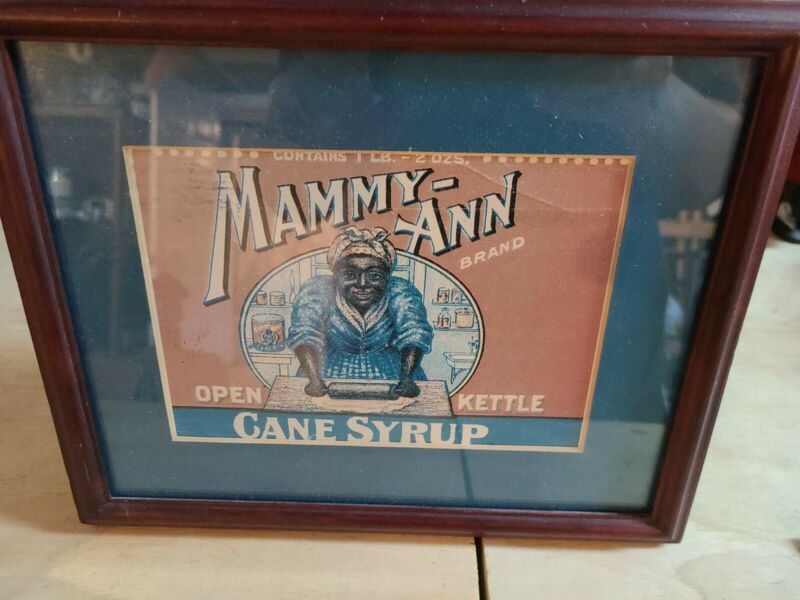 CONTAINS 1 LB. - 2 OZS.
MAMMY-
ANN
BRAND
OPEN KETTLE
CANE SYRUP